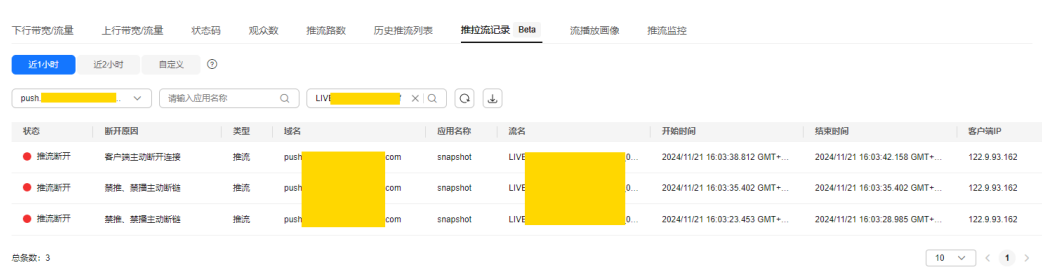 下行带宽/流量 上行带宽/流量 状态码 观众数 推流路数 历史推流列表 推拉流记录 Beta 流播放画像 推流监控
近1小时 近2小时 自定义
push. 请输入应用名称 LIVE
状态 断开原因 类型 域名 应用名称 流名 开始时间 结束时间 客户端IP
推流断开 客户端主动断开连接 推流 push com snapshot LIVE 0... 2024/11/21 16:03:38.812 GMT+... 2024/11/21 16:03:42.158 GMT+... 122.9.93.162
推流断开 禁推、禁播主动断链 推流 push com snapshot LIVE 0... 2024/11/21 16:03:35.402 GMT+... 2024/11/21 16:03:35.402 GMT+... 122.9.93.162
推流断开 禁推、禁播主动断链 推流 push com snapshot LIVE 0... 2024/11/21 16:03:23.453 GMT+... 2024/11/21 16:03:28.985 GMT+... 122.9.93.162
总条数: 3 10 1